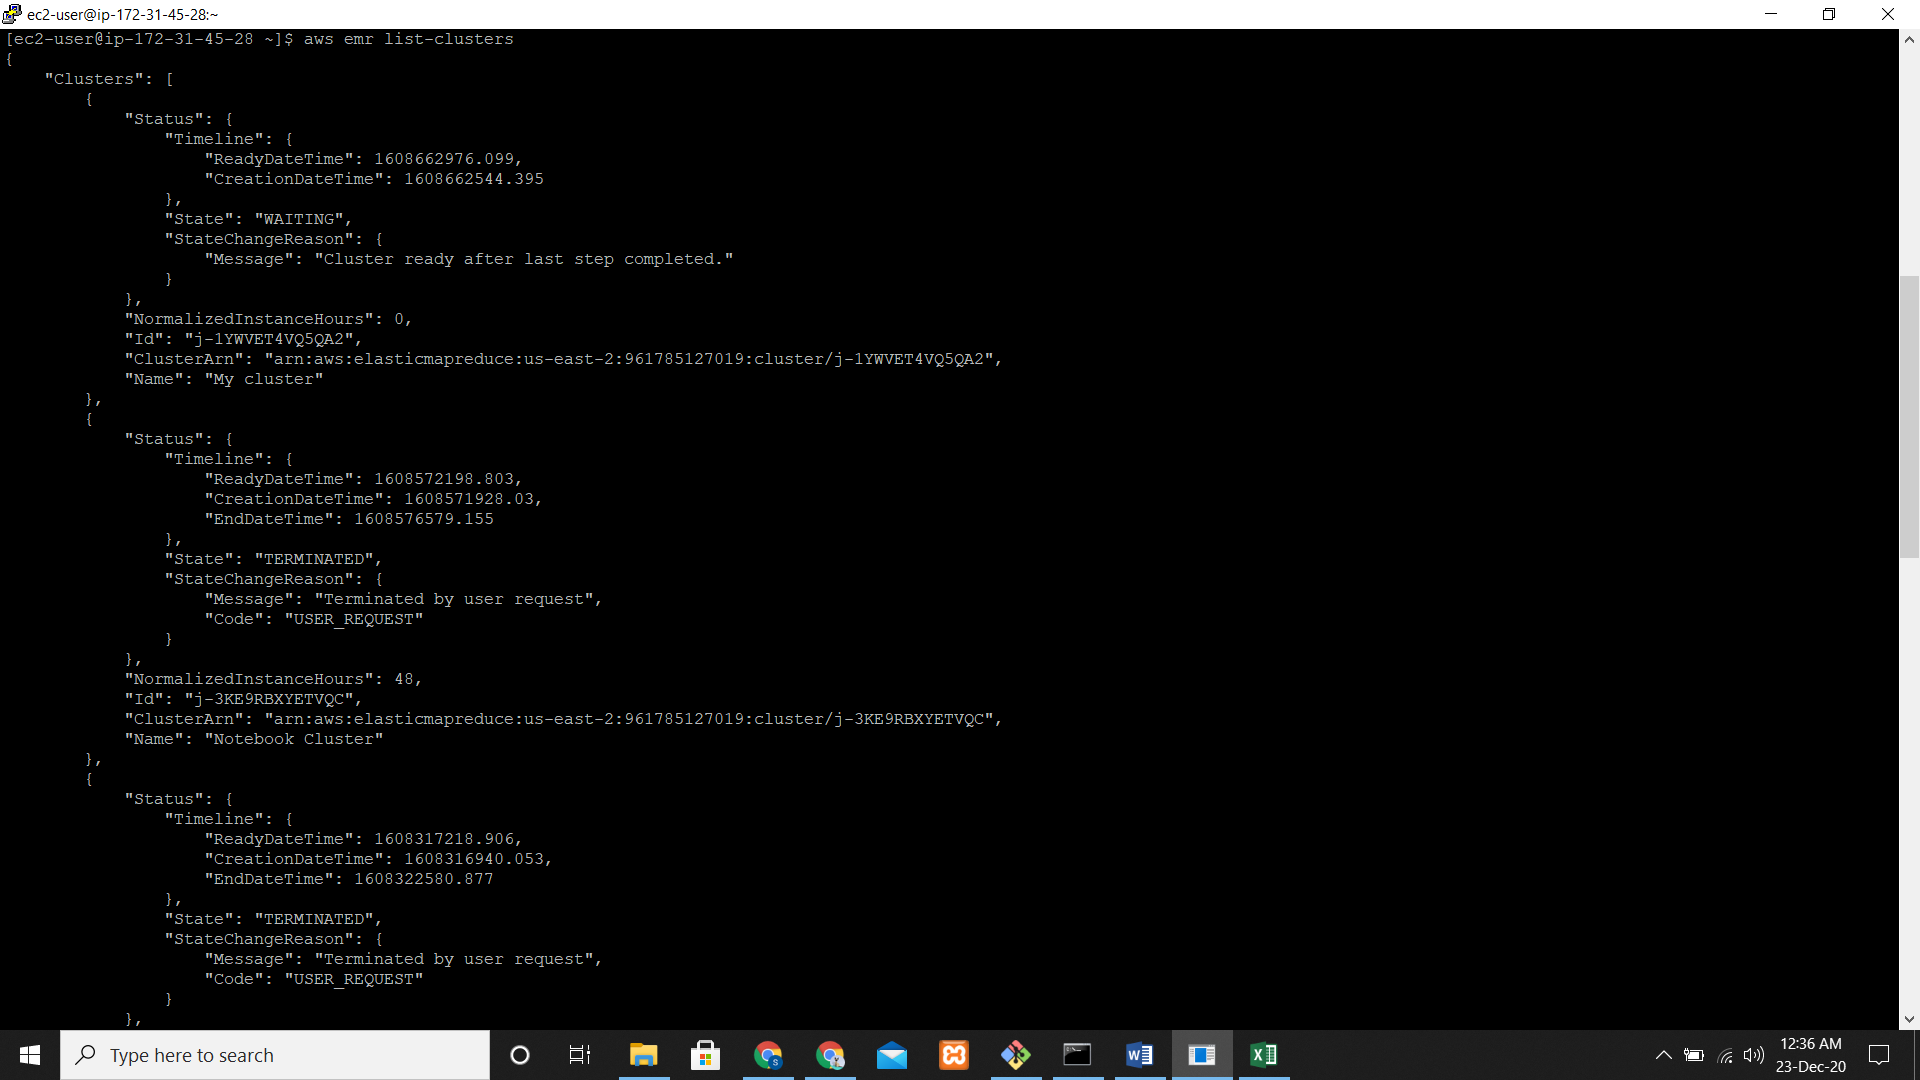 ec2-user@ip-172-31-45-28:~
[ec2-user@ip-172-31-45-28 ~]$ aws emr list-clusters
{
    "Clusters": [
        {
            "Status": {
                "Timeline": {
                    "ReadyDateTime": 1608662976.099,
                    "CreationDateTime": 1608662544.395
                },
                "State": "WAITING",
                "StateChangeReason": {
                    "Message": "Cluster ready after last step completed."
                }
            },
            "NormalizedInstanceHours": 0,
            "Id": "j-1YWVET4VQ5QA2",
            "ClusterArn": "arn:aws:elasticmapreduce:us-east-2:961785127019:cluster/j-1YWVET4VQ5QA2",
            "Name": "My cluster"
        },
        {
            "Status": {
                "Timeline": {
                    "ReadyDateTime": 1608572198.803,
                    "CreationDateTime": 1608571928.03,
                    "EndDateTime": 1608576579.155
                },
                "State": "TERMINATED",
                "StateChangeReason": {
                    "Message": "Terminated by user request",
                    "Code": "USER_REQUEST"
                }
            },
            "NormalizedInstanceHours": 48,
            "Id": "j-3KE9RBXYETVQC",
            "ClusterArn": "arn:aws:elasticmapreduce:us-east-2:961785127019:cluster/j-3KE9RBXYETVQC",
            "Name": "Notebook Cluster"
        },
        {
            "Status": {
                "Timeline": {
                    "ReadyDateTime": 1608317218.906,
                    "CreationDateTime": 1608316940.053,
                    "EndDateTime": 1608322580.877
                },
                "State": "TERMINATED",
                "StateChangeReason": {
                    "Message": "Terminated by user request",
                    "Code": "USER_REQUEST"
                }
            },
Type here to search
12:36 AM
23-Dec-20